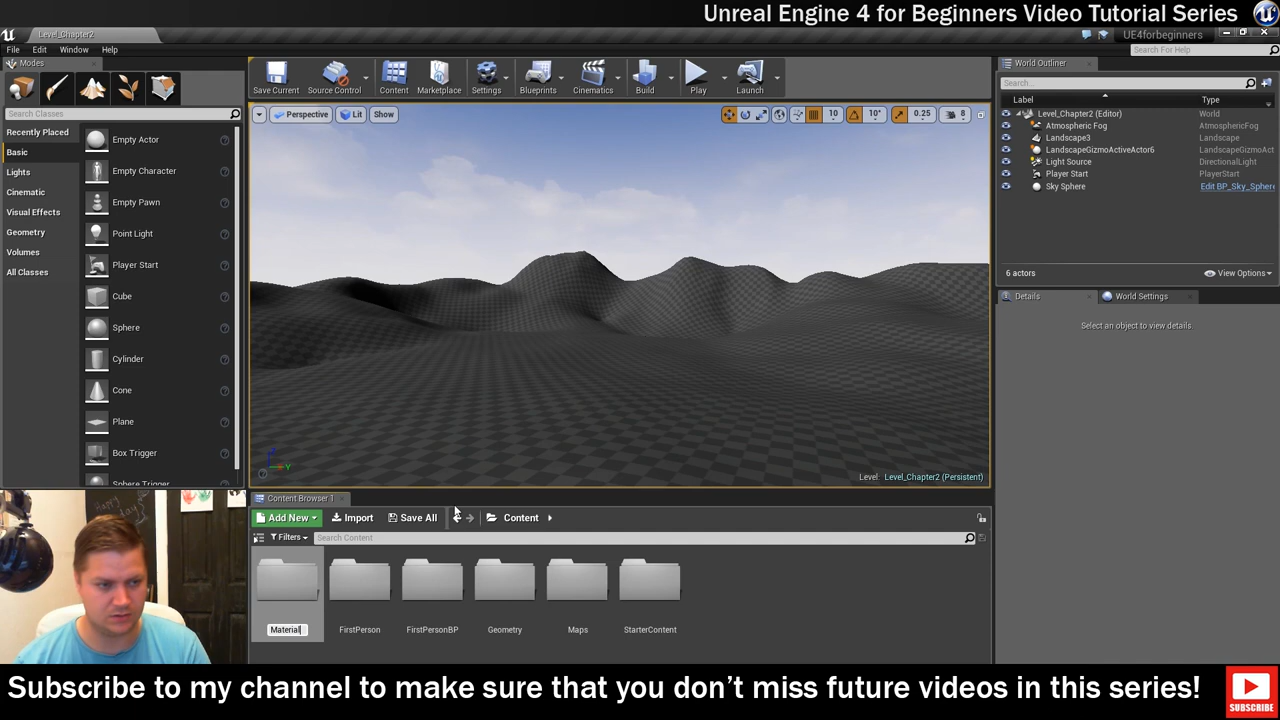 Unreal Engine 4 for Beginners Video Tutorial Series
Level_Chapter2
UE4forbeginners
File Edit Window Help
Search For Help
Modes
Search Classes
Recently Placed
Basic
Lights
Cinematic
Visual Effects
Geometry
Volumes
All Classes
Empty Actor
Empty Character
Empty Pawn
Point Light
Player Start
Cube
Sphere
Cylinder
Cone
Plane
Box Trigger
Sphere Trigger
Save Current Source Control Content Marketplace Settings Blueprints Cinematics Build Play Launch
Perspective Lit Show
10 10° 0.25 8
Y
Level: Level_Chapter2 (Persistent)
World Outliner
Search...
Label Type
Level_Chapter2 (Editor) World
Atmospheric Fog AtmosphericFog
Landscape3 Landscape
LandscapeGizmoActiveActor6 LandscapeGizmoAct
Light Source DirectionalLight
Player Start PlayerStart
Sky Sphere Edit BP_Sky_Sphere
6 actors View Options
Details World Settings
Select an object to view details.
Content Browser 1
Add New Import Save All Content
Filters Search Content
Material FirstPerson FirstPersonBP Geometry Maps StarterContent
Subscribe to my channel to make sure that you don't miss future videos in this series!
SUBSCRIBE